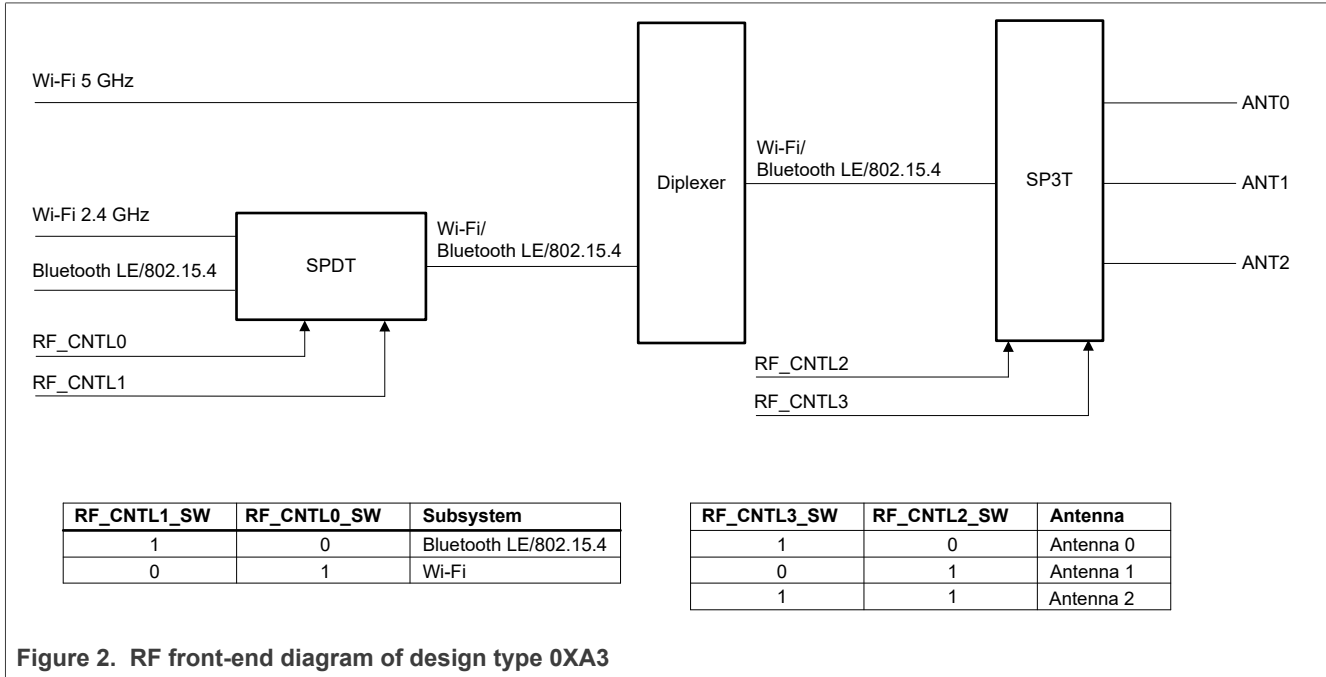 Wi-Fi 5 GHz
Wi-Fi 2.4 GHz
Bluetooth LE/802.15.4
RF_CNTL0
RF_CNTL1
SPDT
Wi-Fi/
Bluetooth LE/802.15.4
Diplexer
Wi-Fi/
Bluetooth LE/802.15.4
RF_CNTL2
RF_CNTL3
SP3T
ANT0
ANT1
ANT2
RF_CNTL1_SW RF_CNTL0_SW Subsystem
1 0 Bluetooth LE/802.15.4
0 1 Wi-Fi
RF_CNTL3_SW RF_CNTL2_SW Antenna
1 0 Antenna 0
0 1 Antenna 1
1 1 Antenna 2
Figure 2. RF front-end diagram of design type 0XA3